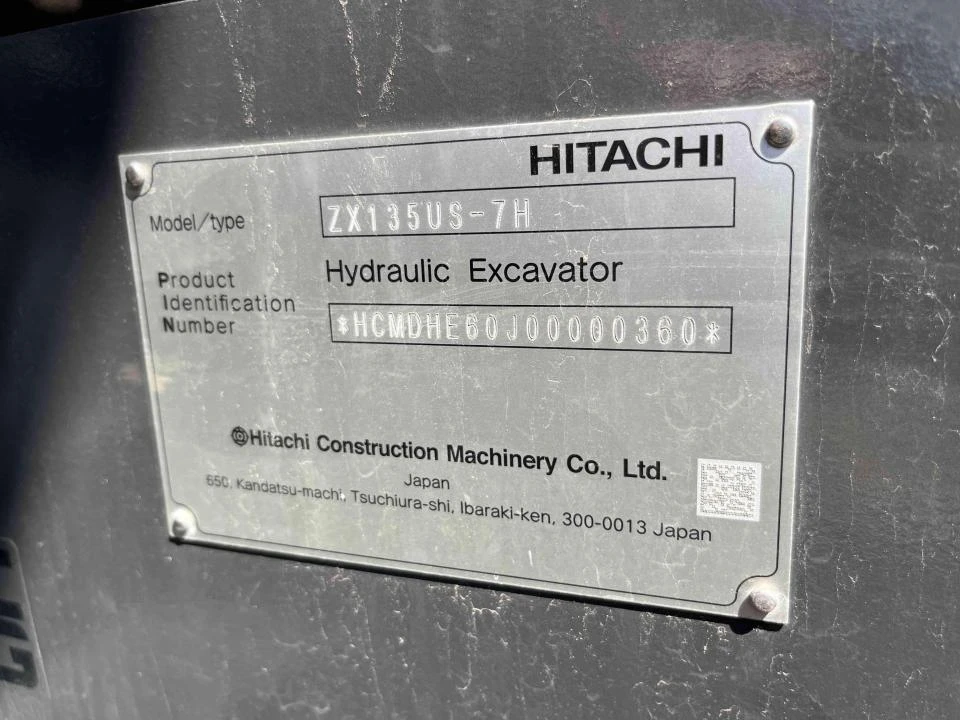 HITACHI
Model/type ZX135US-7H
Hydraulic Excavator
Product
Identification
Number *HCMDHE60J00000360*
Hitachi Construction Machinery Co., Ltd.
Japan
650, Kandatsu-machi, Tsuchiura-shi, Ibaraki-ken, 300-0013 Japan